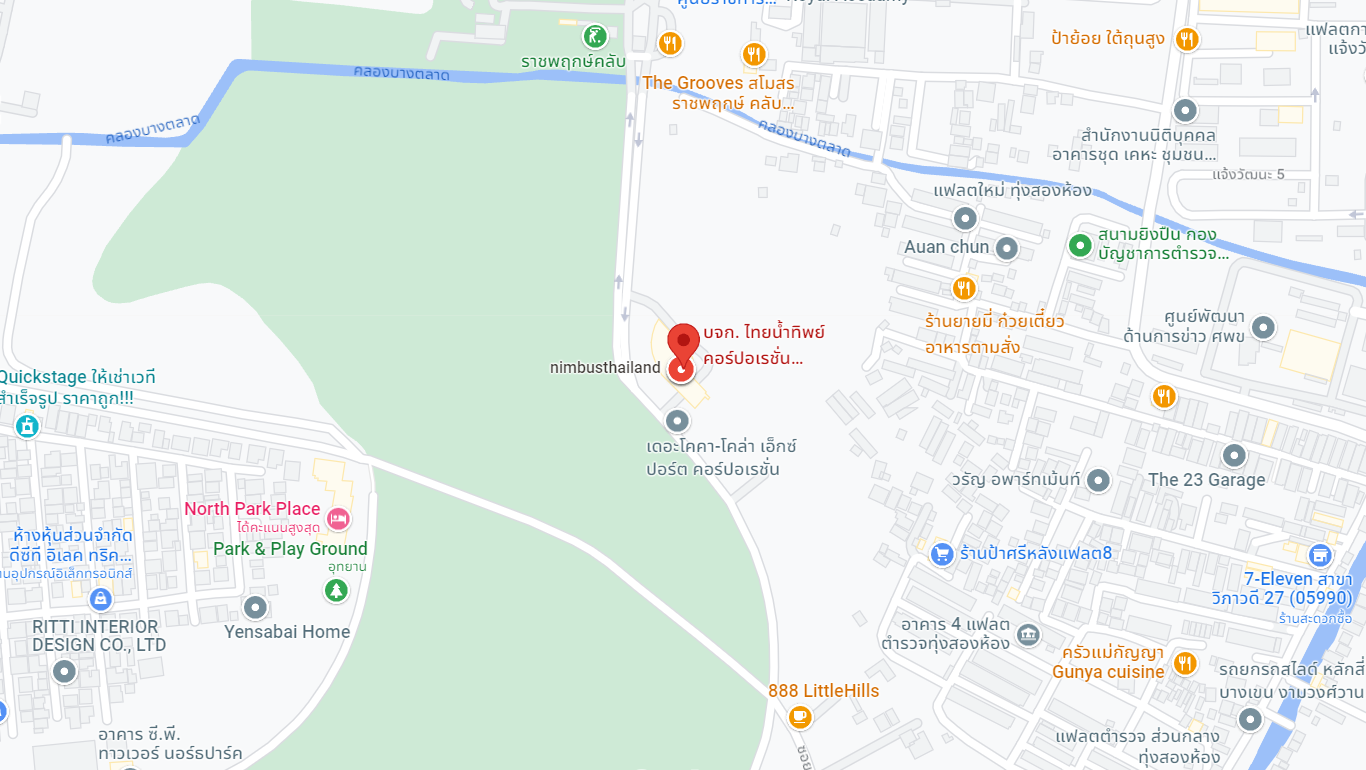 คลองบางตลาด
ราชพฤกษ์คลับ
The Grooves สโมสร
ราชพฤกษ์ คลับ...
ป้าย้อย ใต้ถุนสูง
คลองบางตลาด
คลองบางตลาด
สำนักงานนิติบุคคล
อาคารชุด เคหะ ชุมชน...
แจ้งวัฒนะ 5
แฟลตใหม่ ทุ่งสองห้อง
Auan chun
สนามยิงปืน กอง
บัญชาการตำรวจ...
ร้านยายมี่ ก๋วยเตี๋ยว
อาหารตามสั่ง
ศูนย์พัฒนา
ด้านการข่าว ศพข
บจก. ไทยน้ำทิพย์
คอร์ปอเรชั่น...
nimbusthailand
Quickstage ให้เช่าเวที
สำเร็จรูป ราคาถูก!!!
เดอะโคคา-โคล่า เอ็กซ์
ปอร์ต คอร์ปอเรชั่น
วรัญ อพาร์ทเม้นท์
The 23 Garage
North Park Place
ได้คะแนนสูงสุด
Park & Play Ground
อุทยาน
ห้างหุ้นส่วนจำกัด
ดีซีที อิเลค ทริค...
านอุปกรณ์อิเล็กทรอนิกส์
ร้านป้าศรีหลังแฟลต8
7-Eleven สาขา
วิภาวดี 27 (05990)
ร้านสะดวกซื้อ
RITTI INTERIOR
DESIGN CO., LTD
Yensabai Home
อาคาร 4 แฟลต
ตำรวจทุ่งสองห้อง
ครัวแม่กัญญา
Gunya cuisine
รถยกรถสไลด์ หลักสี่
บางเขน งามวงศ์วาน
888 LittleHills
อาคาร ซี.พี.
ทาวเวอร์ นอร์ธปาร์ค
ซอย
แฟลตตำรวจ ส่วนกลาง
ทุ่งสองห้อง